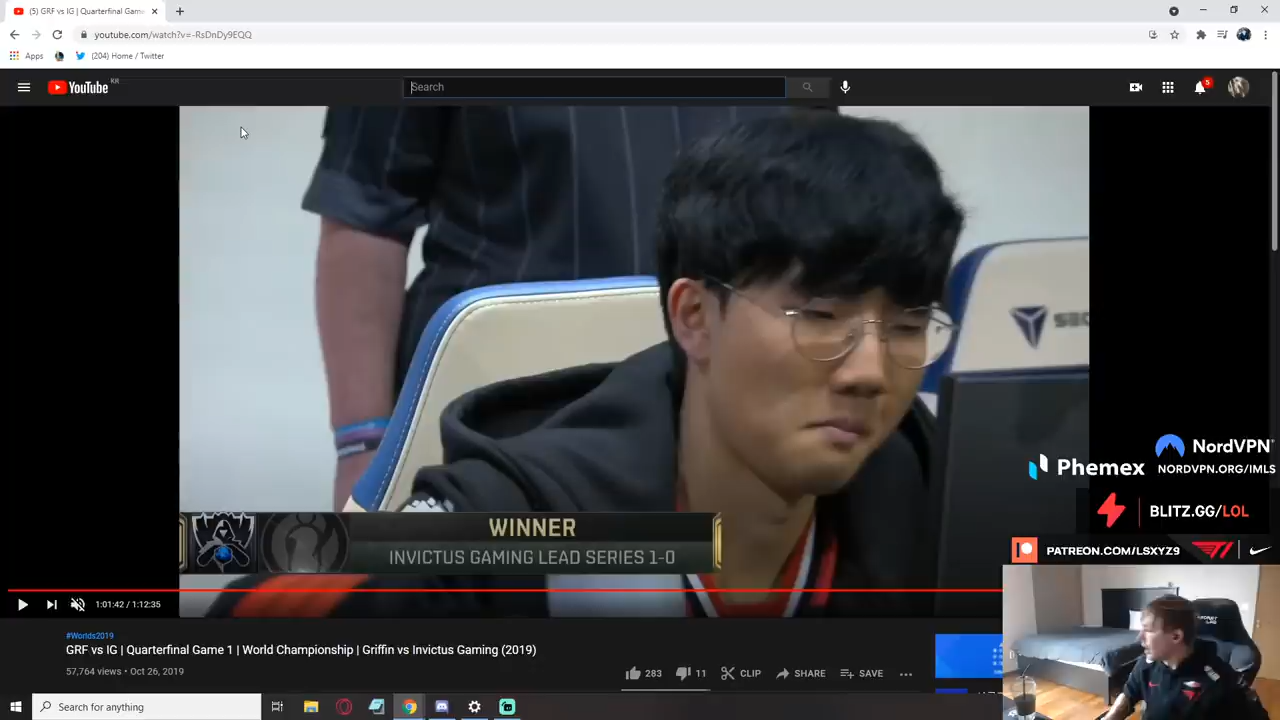 (5) GRF vs IG | Quarterfinal Gam
youtube.com/watch?v=-RsDnDy9EQQ
Apps
(204) Home / Twitter
YouTube KR
Search
5
WINNER
INVICTUS GAMING LEAD SERIES 1-0
NordVPN
NORDVPN.ORG/IMLS
Phemex
BLITZ.GG/LOL
PATREON.COM/LSXYZ9
1:01:42 / 1:12:35
#Worlds2019
GRF vs IG | Quarterfinal Game 1 | World Championship | Griffin vs Invictus Gaming (2019)
57,764 views • Oct 26, 2019
283
11
CLIP
SHARE
SAVE
Search for anything